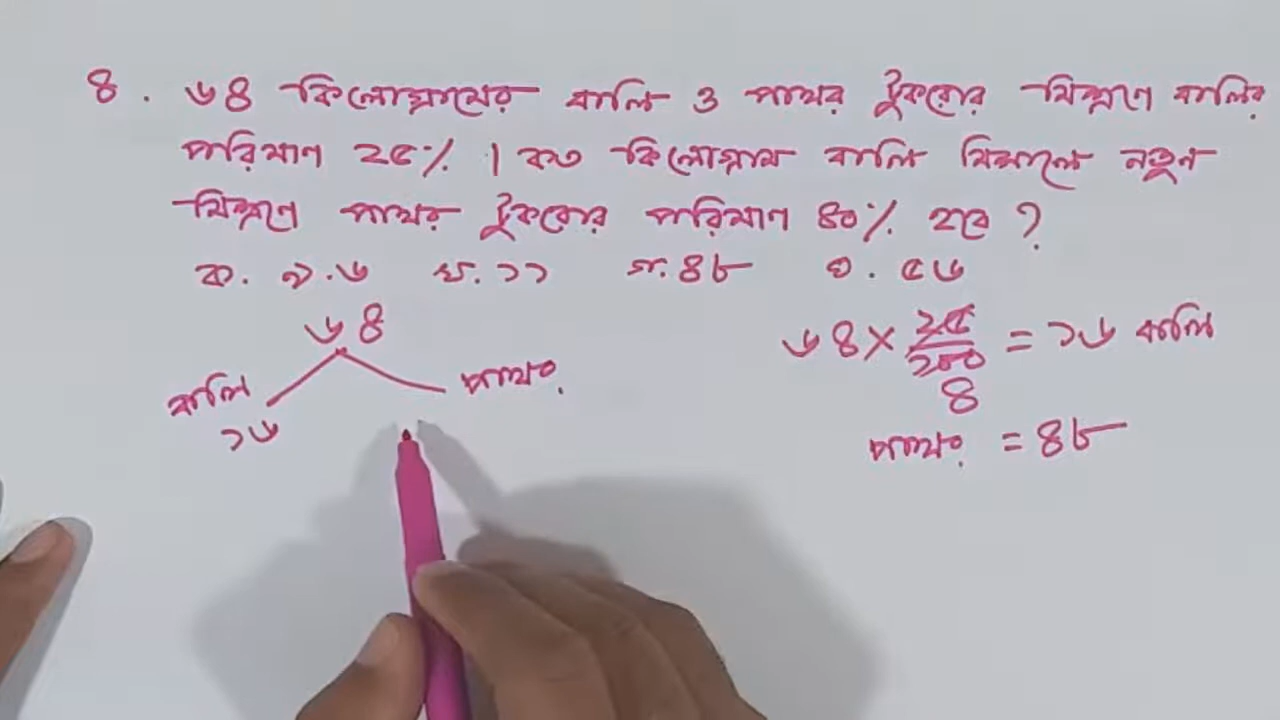 ৪. ৬৪ কিলোগ্রামের বালি ও পাথর টুকরোর মিশ্রণে বালির
পরিমাণ ২৫% । কত কিলোগ্রাম বালি মিশালে নতুন
মিশ্রণে পাথর টুকরোর পরিমাণ ৪০% হবে ?
ক. ৯.৬ খ. ১১ গ. ৪৮ ঘ. ৫৬
৬৪
বালি পাথর
১৬
৬৪ × ২৫/১০০ = ১৬ বালি
৪
পাথর = ৪৮